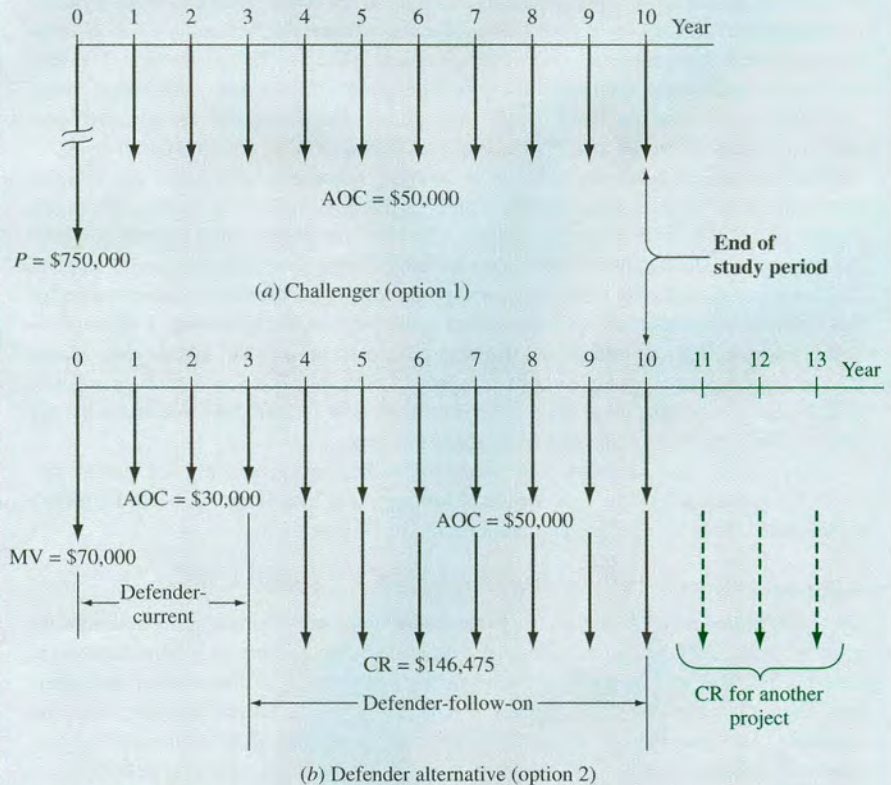 0 1 2 3 4 5 6 7 8 9 10 Year
AOC = $50,000
P = $750,000
End of
study period
(a) Challenger (option 1)
0 1 2 3 4 5 6 7 8 9 10 11 12 13 Year
AOC = $30,000
AOC = $50,000
MV = $70,000
Defender-
current
CR = $146,475
Defender-follow-on
CR for another
project
(b) Defender alternative (option 2)